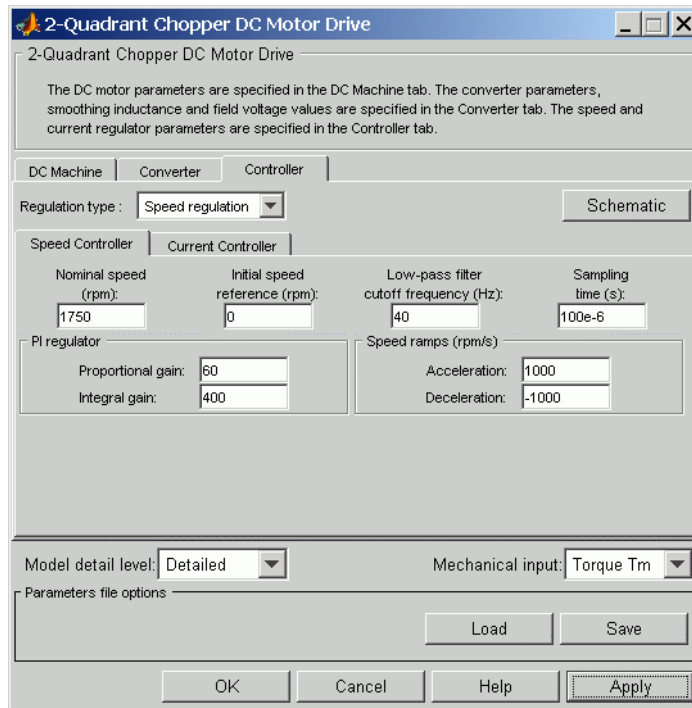 2-Quadrant Chopper DC Motor Drive
2-Quadrant Chopper DC Motor Drive
The DC motor parameters are specified in the DC Machine tab. The converter parameters,
smoothing inductance and field voltage values are specified in the Converter tab. The speed and
current regulator parameters are specified in the Controller tab.
DC Machine Converter Controller
Regulation type : Speed regulation Schematic
Speed Controller Current Controller
Nominal speed Initial speed Low-pass filter Sampling
(rpm): reference (rpm): cutoff frequency (Hz): time (s):
1750 0 40 100e-6
PI regulator Speed ramps (rpm/s)
Proportional gain: 60 Acceleration: 1000
Integral gain: 400 Deceleration: -1000
Model detail level: Detailed Mechanical input: Torque Tm
Parameters file options
Load Save
OK Cancel Help Apply